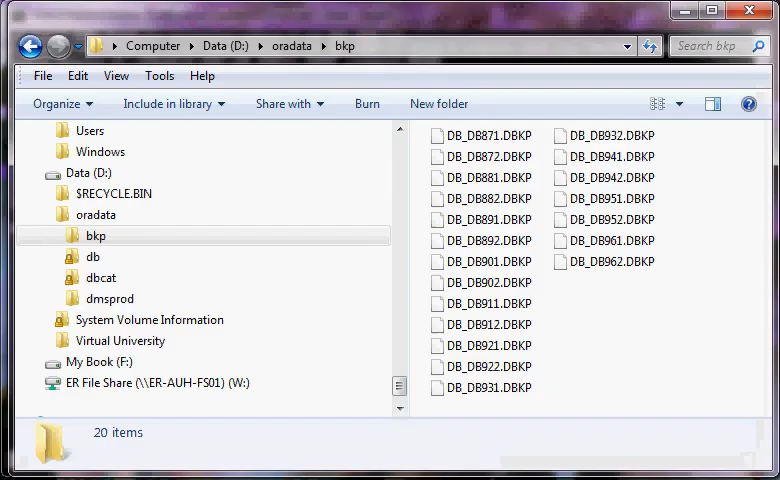 Computer ▸ Data (D:) ▸ oradata ▸ bkp
Search bkp
File Edit View Tools Help
Organize Include in library Share with Burn New folder
Users
Windows
Data (D:)
$RECYCLE.BIN
oradata
bkp
db
dbcat
dmsprod
System Volume Information
Virtual University
My Book (F:)
ER File Share (\\ER-AUH-FS01) (W:)
DB_DB871.DBKP
DB_DB872.DBKP
DB_DB881.DBKP
DB_DB882.DBKP
DB_DB891.DBKP
DB_DB892.DBKP
DB_DB901.DBKP
DB_DB902.DBKP
DB_DB911.DBKP
DB_DB912.DBKP
DB_DB921.DBKP
DB_DB922.DBKP
DB_DB931.DBKP
DB_DB932.DBKP
DB_DB941.DBKP
DB_DB942.DBKP
DB_DB951.DBKP
DB_DB952.DBKP
DB_DB961.DBKP
DB_DB962.DBKP
20 items